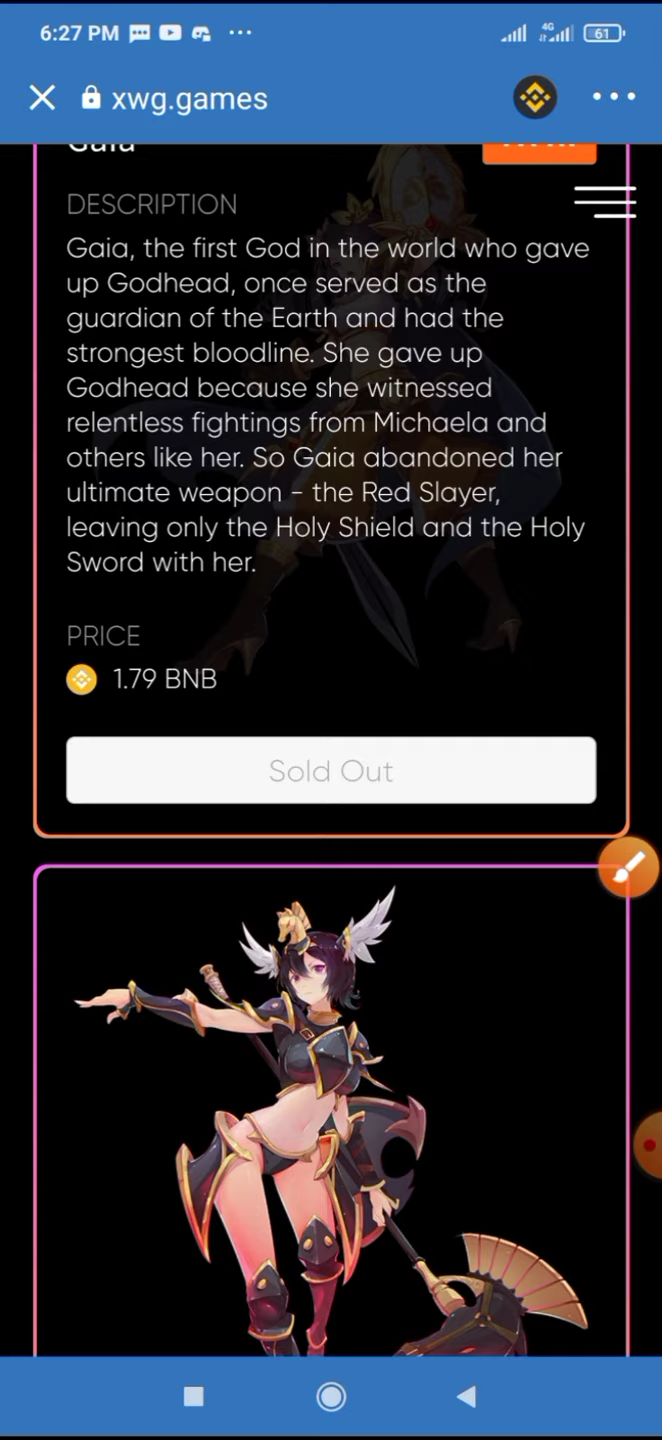 6:27 PM
4G
61
xwg.games
Gaia
DESCRIPTION
Gaia, the first God in the world who gave
up Godhead, once served as the
guardian of the Earth and had the
strongest bloodline. She gave up
Godhead because she witnessed
relentless fightings from Michaela and
others like her. So Gaia abandoned her
ultimate weapon - the Red Slayer,
leaving only the Holy Shield and the Holy
Sword with her.
PRICE
1.79 BNB
Sold Out